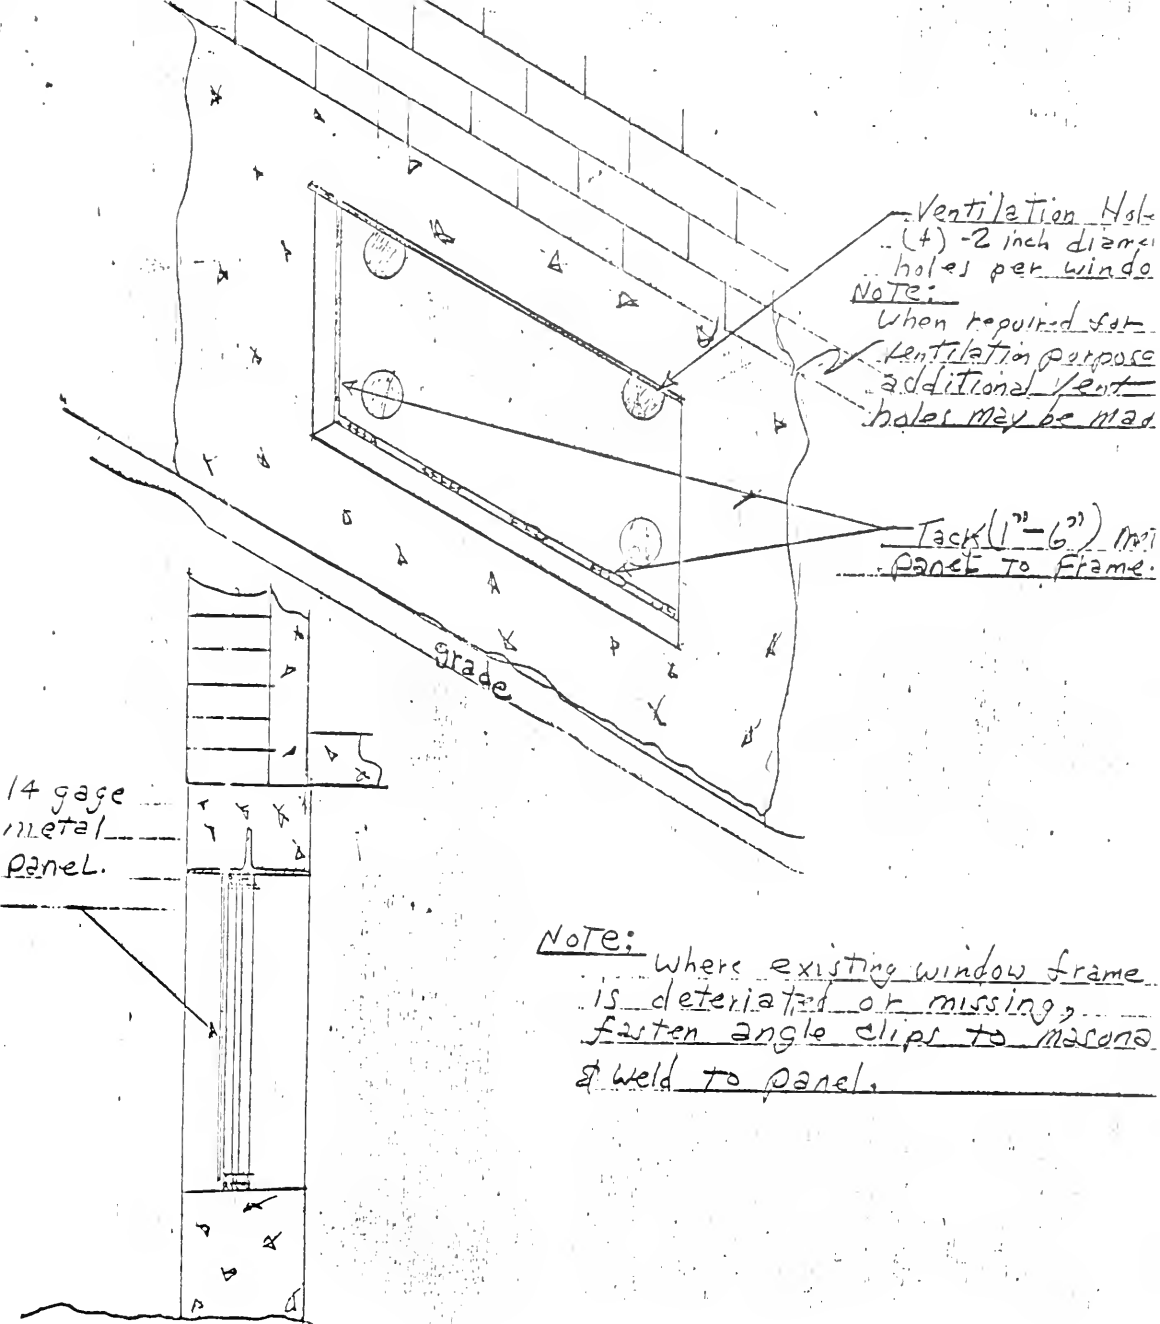 Ventilation Hol
(4) -2 inch diame
holes per windo
NOTE:
When required for
ventilation purpose
additional vent
holes may be mad
Tack (1"-6")
panel To Frame.
grade
14 gage
metal
panel.
NOTE:
Where existing window frame
is deteriated or missing,
fasten angle clips to masona
& weld to panel.